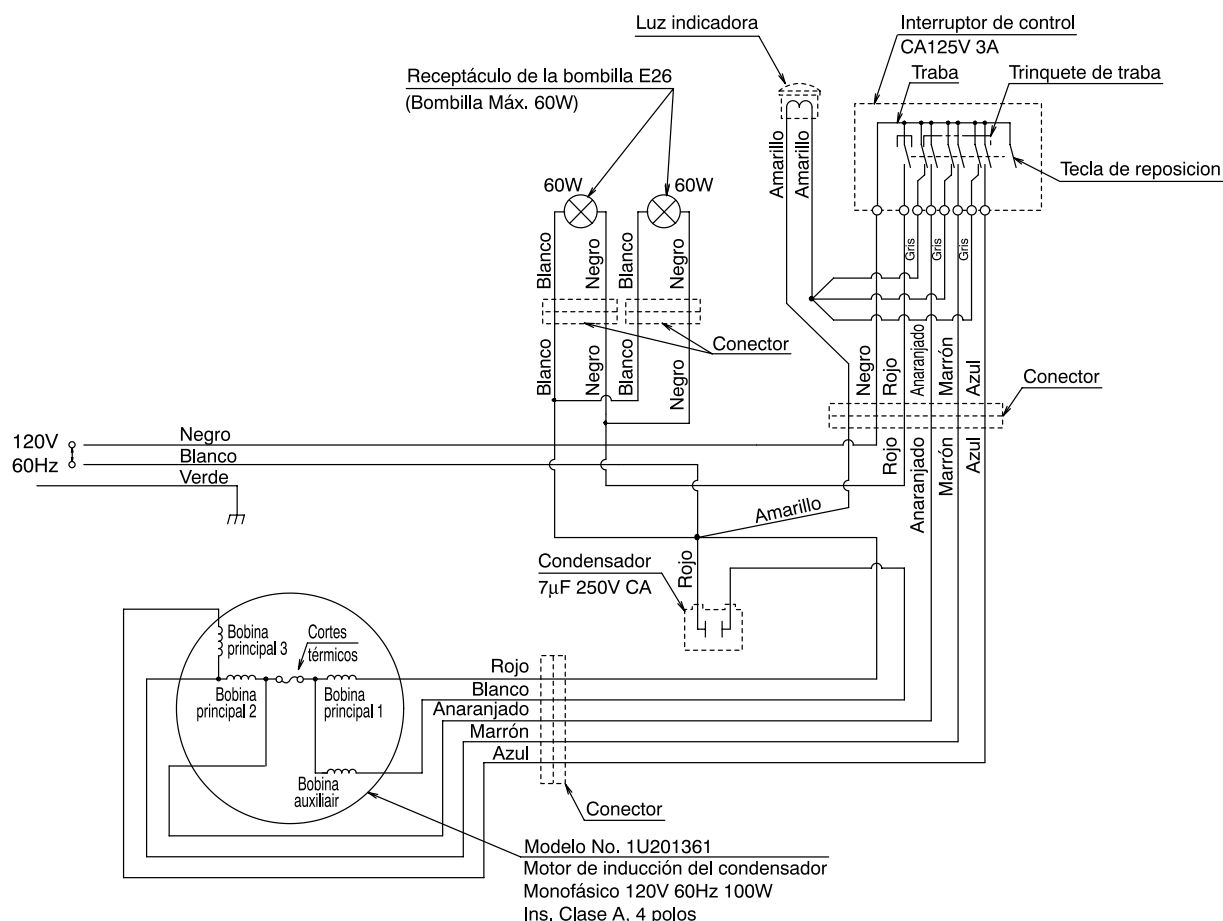 Luz indicadora
Interruptor de control
CA125V 3A
Receptáculo de la bombilla E26
(Bombilla Máx. 60W)
Traba
Trinquete de traba
Tecla de reposicion
Amarillo
Amarillo
60W
60W
Blanco
Negro
Blanco
Negro
Gris
Gris
Gris
Conector
Blanco
Negro
Blanco
Negro
Negro
Rojo
Anaranjado
Marrón
Azul
Conector
120V
60Hz
Negro
Blanco
Verde
Rojo
Anaranjado
Marrón
Azul
Amarillo
Rojo
Condensador
7μF 250V CA
Bobina
principal 3
Cortes
térmicos
Bobina
principal 2
Bobina
principal 1
Bobina
auxiliair
Rojo
Blanco
Anaranjado
Marrón
Azul
Conector
Modelo No. 1U201361
Motor de inducción del condensador
Monofásico 120V 60Hz 100W
Ins. Clase A, 4 polos